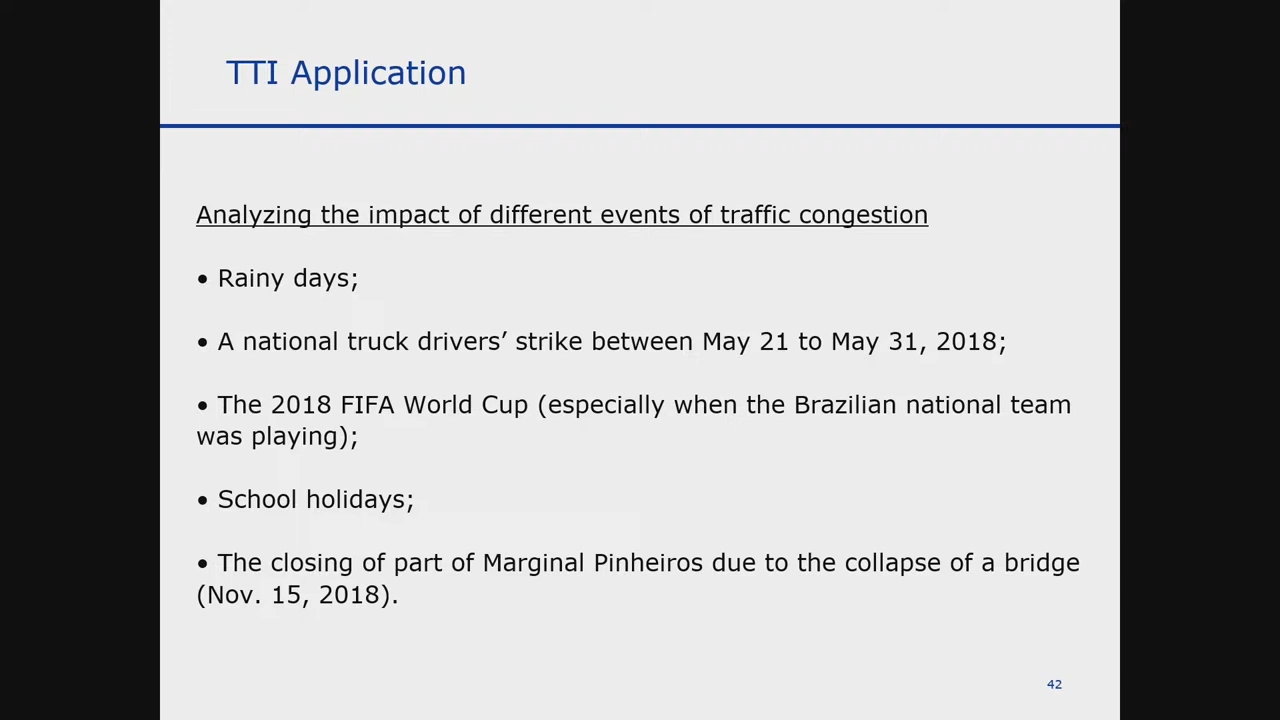 TTI Application
Analyzing the impact of different events of traffic congestion
• Rainy days;
• A national truck drivers’ strike between May 21 to May 31, 2018;
• The 2018 FIFA World Cup (especially when the Brazilian national team
was playing);
• School holidays;
• The closing of part of Marginal Pinheiros due to the collapse of a bridge
(Nov. 15, 2018).
42